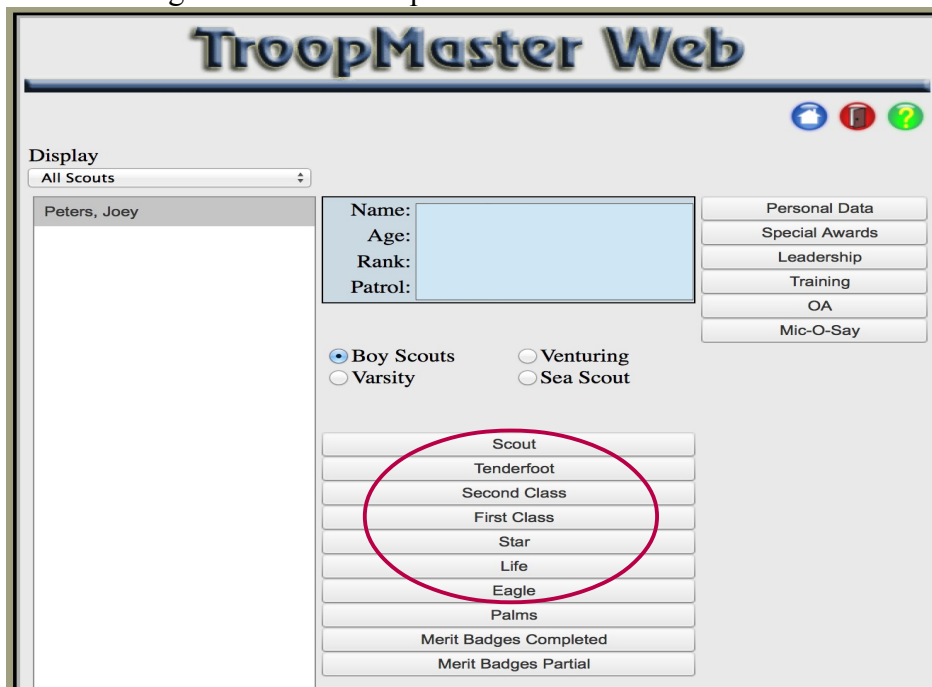 TroopMaster Web
Display
All Scouts
Peters, Joey
Name:
Age:
Rank:
Patrol:
Personal Data
Special Awards
Leadership
Training
OA
Mic-O-Say
Boy Scouts
Venturing
Varsity
Sea Scout
Scout
Tenderfoot
Second Class
First Class
Star
Life
Eagle
Palms
Merit Badges Completed
Merit Badges Partial